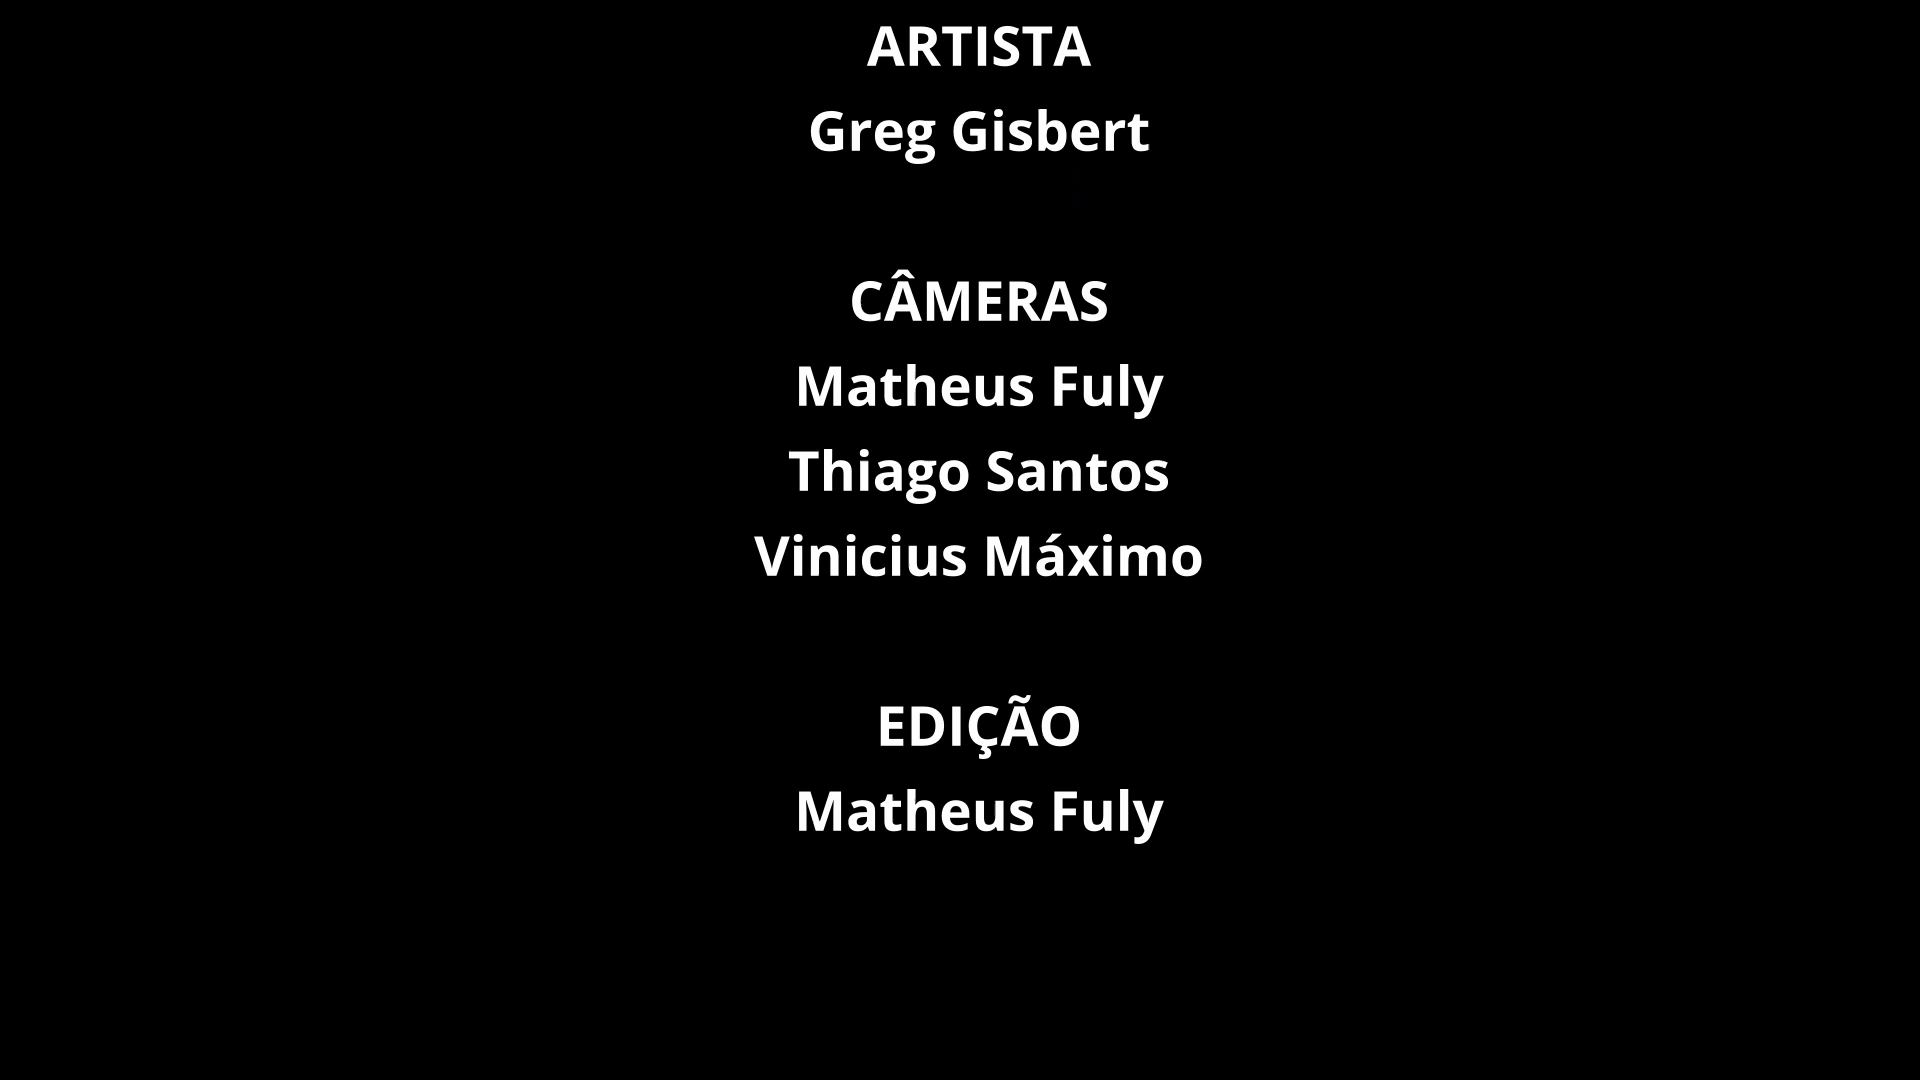 ARTISTA
Greg Gisbert
CÂMERAS
Matheus Fuly
Thiago Santos
Vinicius Máximo
EDIÇÃO
Matheus Fuly